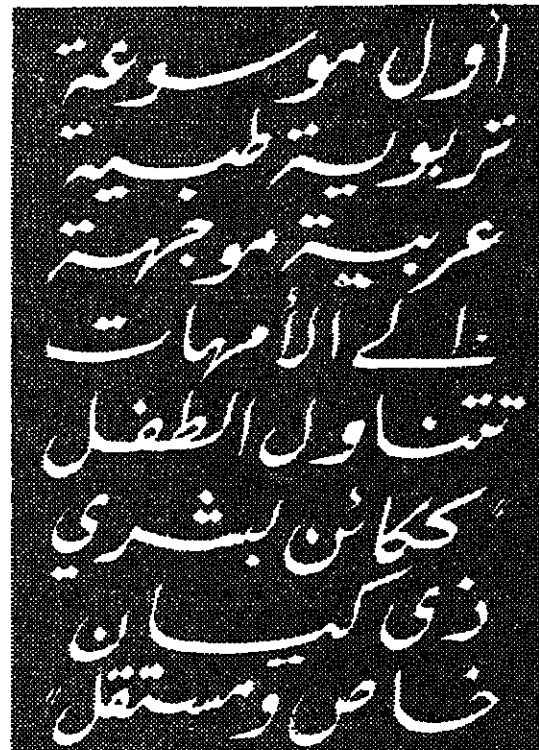 أول موسوعة
تربوية طبية
عربية موجهة
إلى الأمهات
تتناول الطفل
"ككائن بشري
ذي كيان
خاص ومستقل"